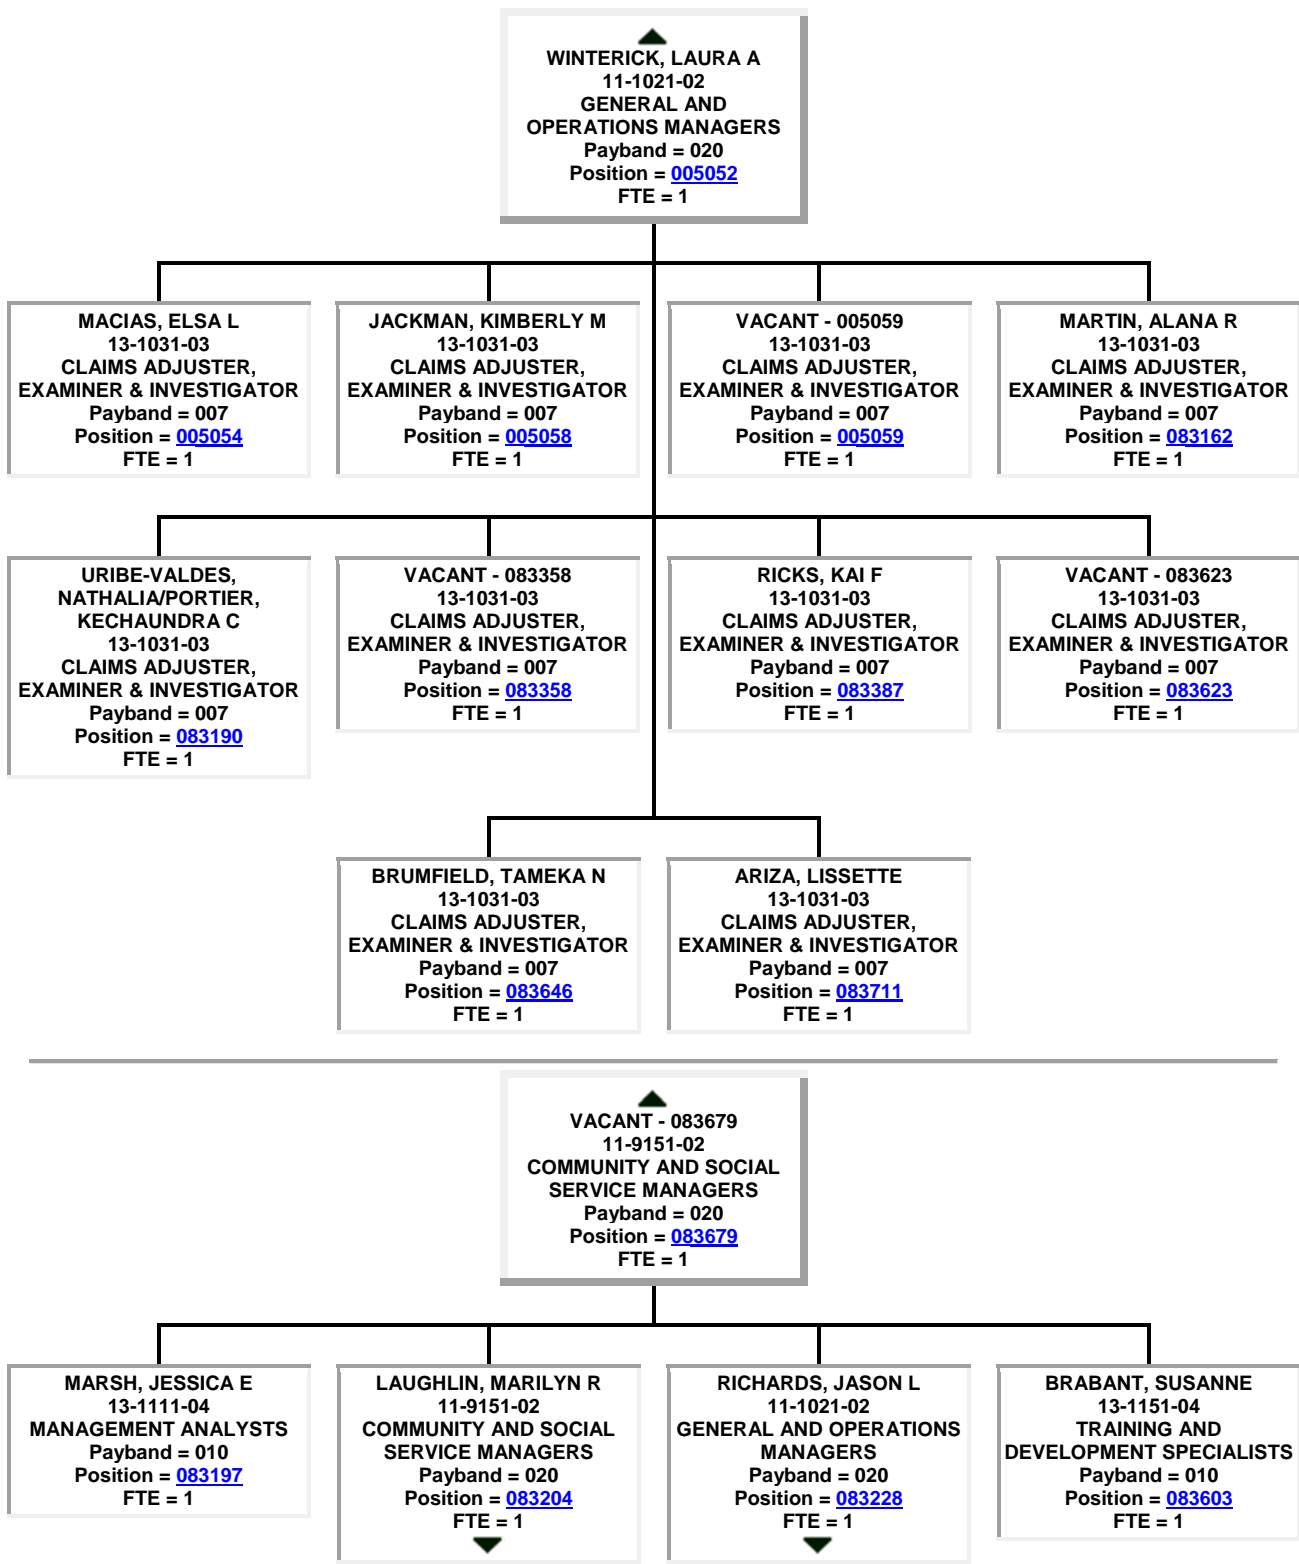 WINTERICK, LAURA A
11-1021-02
GENERAL AND
OPERATIONS MANAGERS
Payband = 020
Position = 005052
FTE = 1
MACIAS, ELSA L
13-1031-03
CLAIMS ADJUSTER,
EXAMINER & INVESTIGATOR
Payband = 007
Position = 005054
FTE = 1
JACKMAN, KIMBERLY M
13-1031-03
CLAIMS ADJUSTER,
EXAMINER & INVESTIGATOR
Payband = 007
Position = 005058
FTE = 1
VACANT - 005059
13-1031-03
CLAIMS ADJUSTER,
EXAMINER & INVESTIGATOR
Payband = 007
Position = 005059
FTE = 1
MARTIN, ALANA R
13-1031-03
CLAIMS ADJUSTER,
EXAMINER & INVESTIGATOR
Payband = 007
Position = 083162
FTE = 1
URIBE-VALDES,
NATHALIA/PORTIER,
KECHAUNDRA C
13-1031-03
CLAIMS ADJUSTER,
EXAMINER & INVESTIGATOR
Payband = 007
Position = 083190
FTE = 1
VACANT - 083358
13-1031-03
CLAIMS ADJUSTER,
EXAMINER & INVESTIGATOR
Payband = 007
Position = 083358
FTE = 1
RICKS, KAI F
13-1031-03
CLAIMS ADJUSTER,
EXAMINER & INVESTIGATOR
Payband = 007
Position = 083387
FTE = 1
VACANT - 083623
13-1031-03
CLAIMS ADJUSTER,
EXAMINER & INVESTIGATOR
Payband = 007
Position = 083623
FTE = 1
BRUMFIELD, TAMEKA N
13-1031-03
CLAIMS ADJUSTER,
EXAMINER & INVESTIGATOR
Payband = 007
Position = 083646
FTE = 1
ARIZA, LISSETTE
13-1031-03
CLAIMS ADJUSTER,
EXAMINER & INVESTIGATOR
Payband = 007
Position = 083711
FTE = 1
VACANT - 083679
11-9151-02
COMMUNITY AND SOCIAL
SERVICE MANAGERS
Payband = 020
Position = 083679
FTE = 1
MARSH, JESSICA E
13-1111-04
MANAGEMENT ANALYSTS
Payband = 010
Position = 083197
FTE = 1
LAUGHLIN, MARILYN R
11-9151-02
COMMUNITY AND SOCIAL
SERVICE MANAGERS
Payband = 020
Position = 083204
FTE = 1
RICHARDS, JASON L
11-1021-02
GENERAL AND OPERATIONS
MANAGERS
Payband = 020
Position = 083228
FTE = 1
BRABANT, SUSANNE
13-1151-04
TRAINING AND
DEVELOPMENT SPECIALISTS
Payband = 010
Position = 083603
FTE = 1